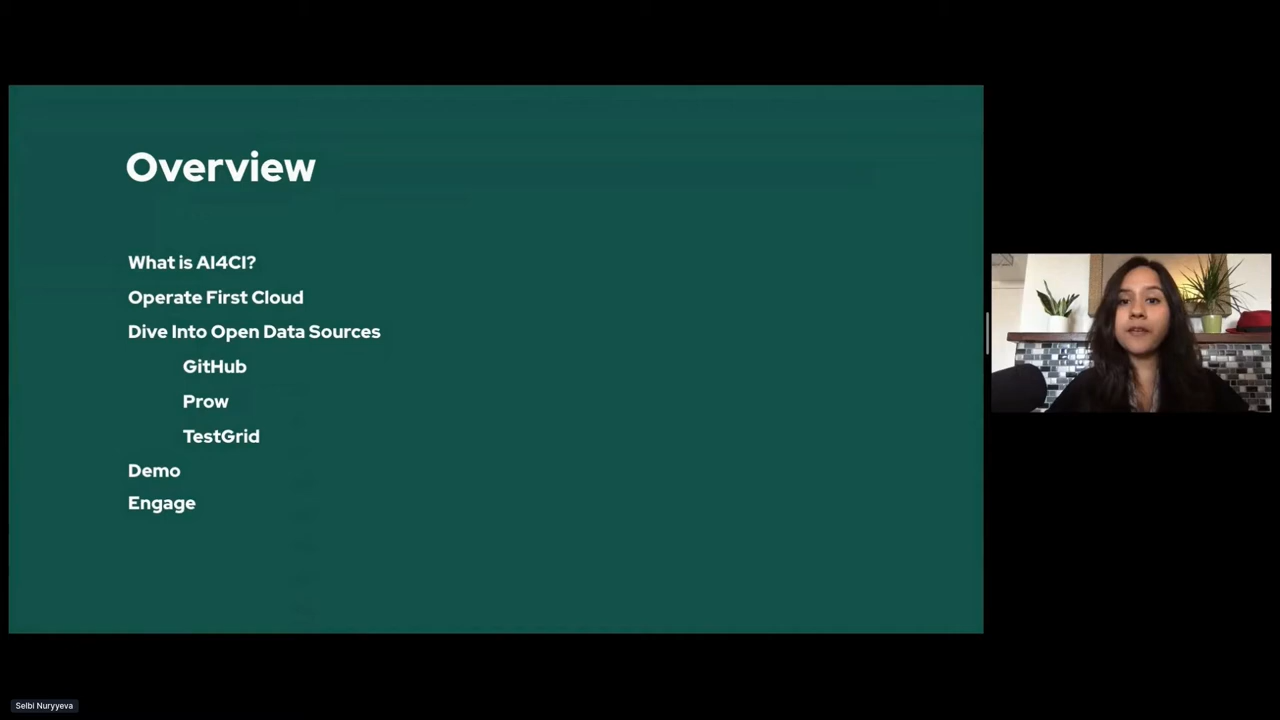 Overview
What is AI4CI?
Operate First Cloud
Dive Into Open Data Sources
GitHub
Prow
TestGrid
Demo
Engage
Selbi Nuryyeva